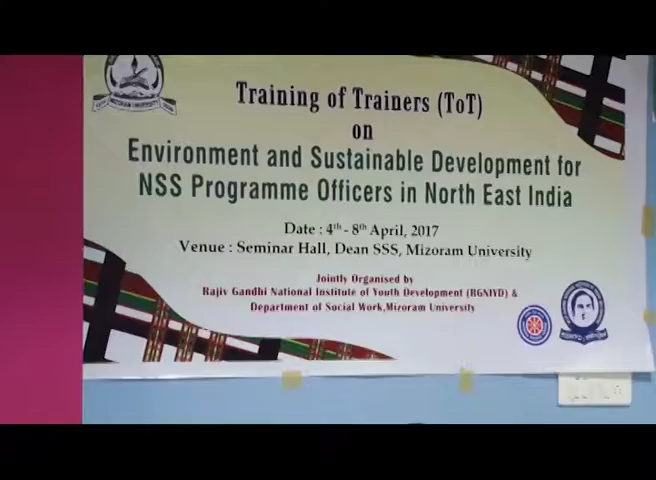 MIZORAM UNIVERSITY
Training of Trainers (ToT)
on
Environment and Sustainable Development for
NSS Programme Officers in North East India
Date : 4th - 8th April, 2017
Venue : Seminar Hall, Dean SSS, Mizoram University
Jointly Organised by
Rajiv Gandhi National Institute of Youth Development (RGNIYD) &
Department of Social Work,Mizoram University